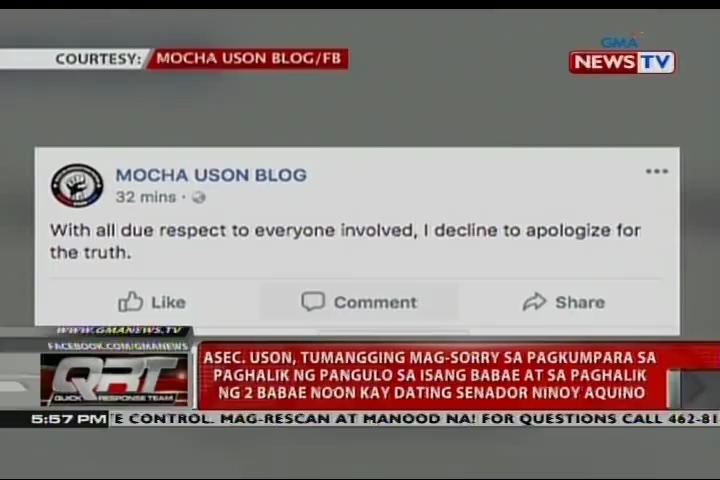 COURTESY: MOCHA USON BLOG/FB
GMA
NEWS TV
MOCHA USON BLOG
32 mins
With all due respect to everyone involved, I decline to apologize for
the truth.
Like Comment Share
WWW.GMANEWS.TV
FACEBOOK.COM/GMANEWS
QRT
QUICK RESPONSE TEAM
ASEC. USON, TUMANGGING MAG-SORRY SA PAGKUMPARA SA
PAGHALIK NG PANGULO SA ISANG BABAE AT SA PAGHALIK
NG 2 BABAE NOON KAY DATING SENADOR NINOY AQUINO
5:57 PM TE CONTROL. MAG-RESCAN AT MANOOD NA! FOR QUESTIONS CALL 462-81